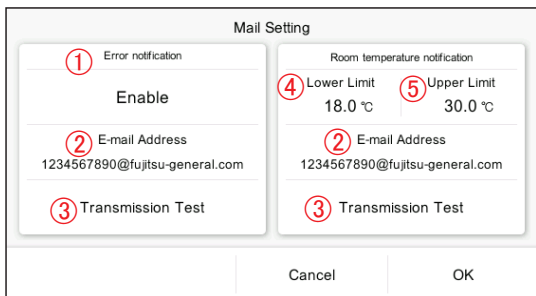 Mail Setting
① Error notification
Enable
② E-mail Address
1234567890@fujitsu-general.com
③ Transmission Test
Room temperature notification
④ Lower Limit
18.0 ℃
⑤ Upper Limit
30.0 ℃
② E-mail Address
1234567890@fujitsu-general.com
③ Transmission Test
Cancel
OK